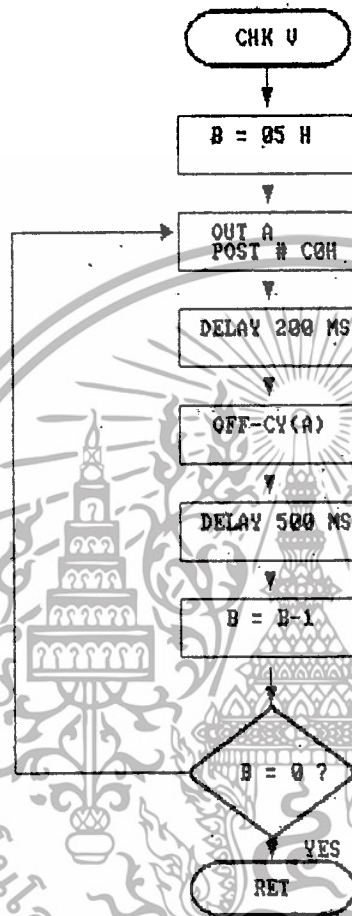 CHK V
B = 05 H
OUT A
POST # C0H
DELAY 200 MS
OFF-CY(A)
DELAY 500 MS
B = B-1
B = 0 ?
YES
RET